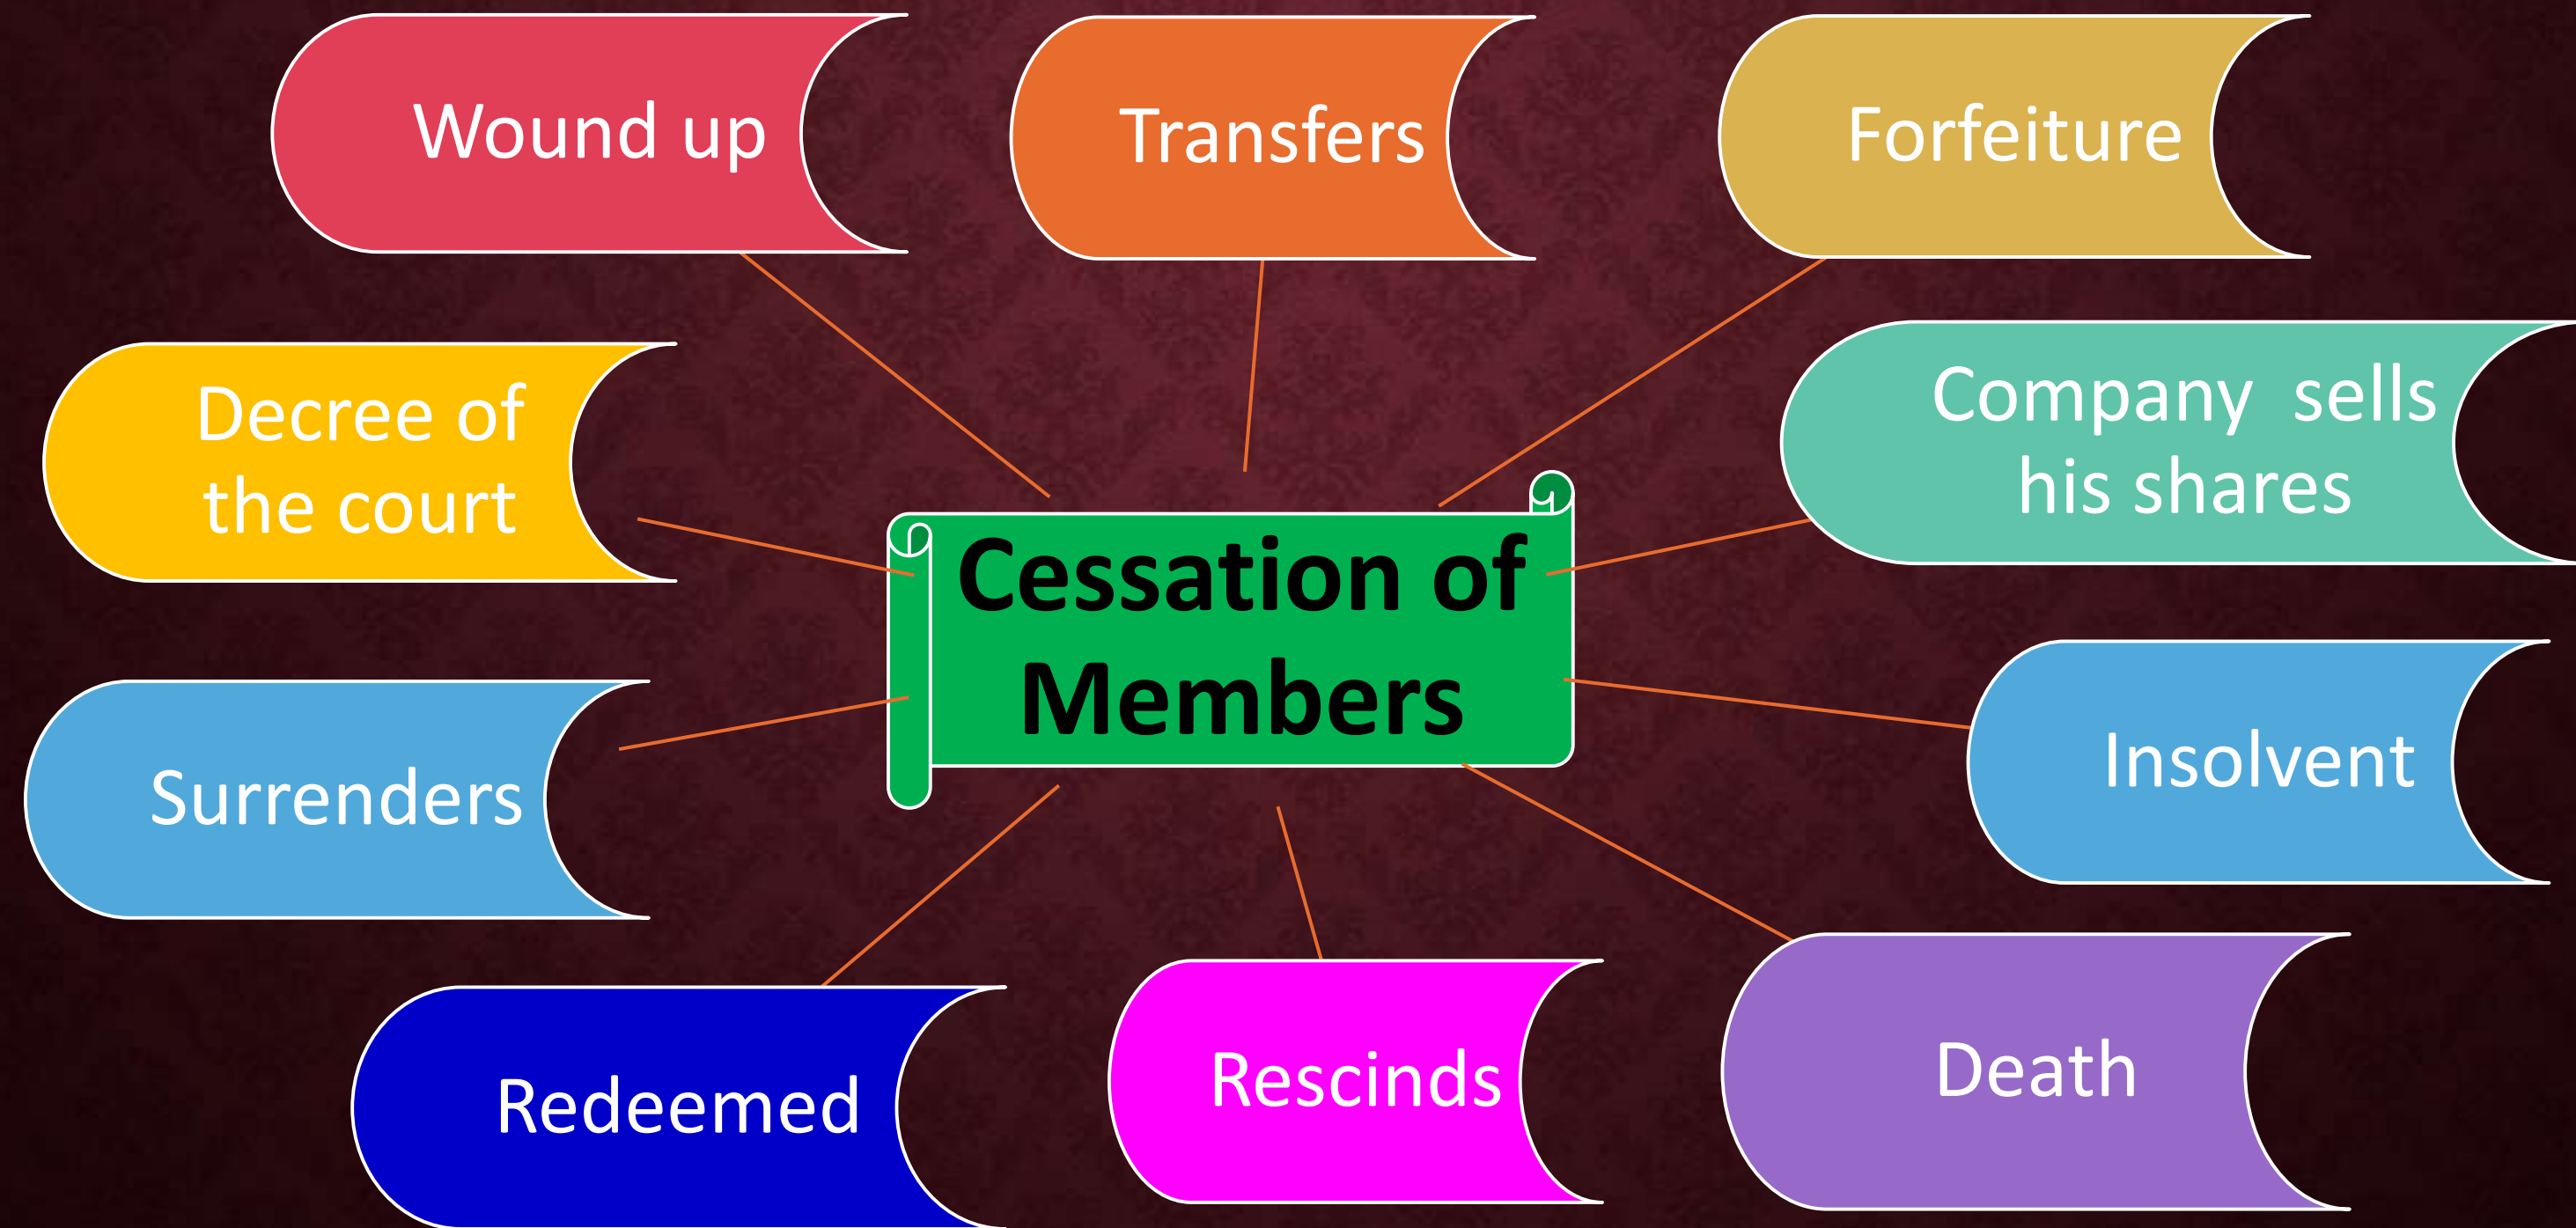 Wound up
Transfers
Forfeiture
Decree of
the court
Company  sells
his shares
Cessation of
Members
Surrenders
Insolvent
Redeemed
Rescinds
Death